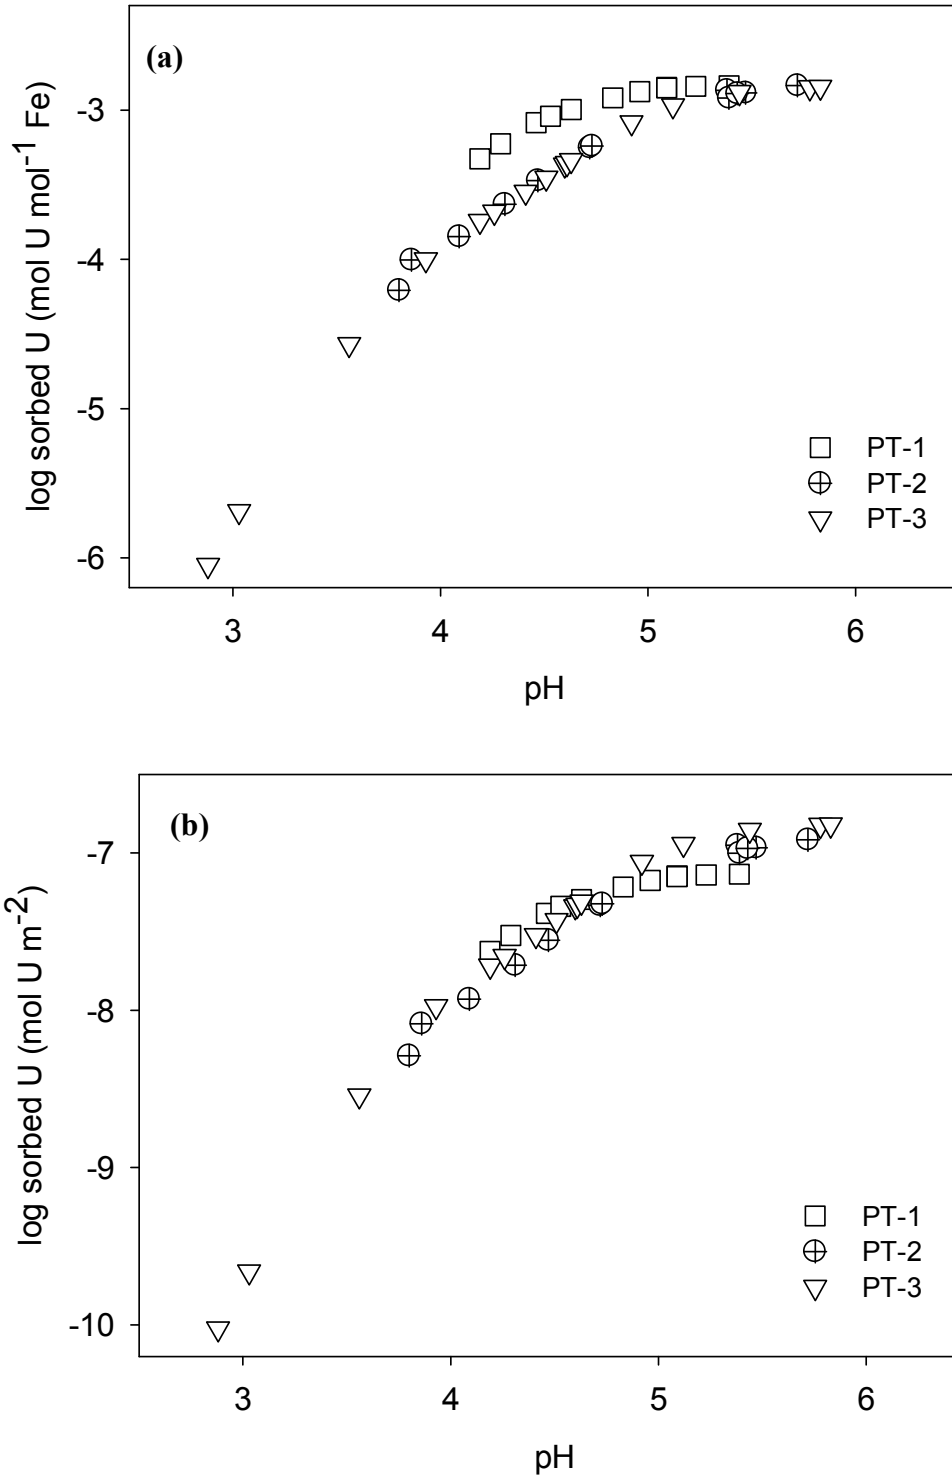 (a)
log sorbed U (mol U mol⁻¹ Fe)
-3
-4
-5
-6
PT-1
PT-2
PT-3
3 4 5 6
pH
(b)
log sorbed U (mol U m⁻²)
-7
-8
-9
-10
PT-1
PT-2
PT-3
3 4 5 6
pH